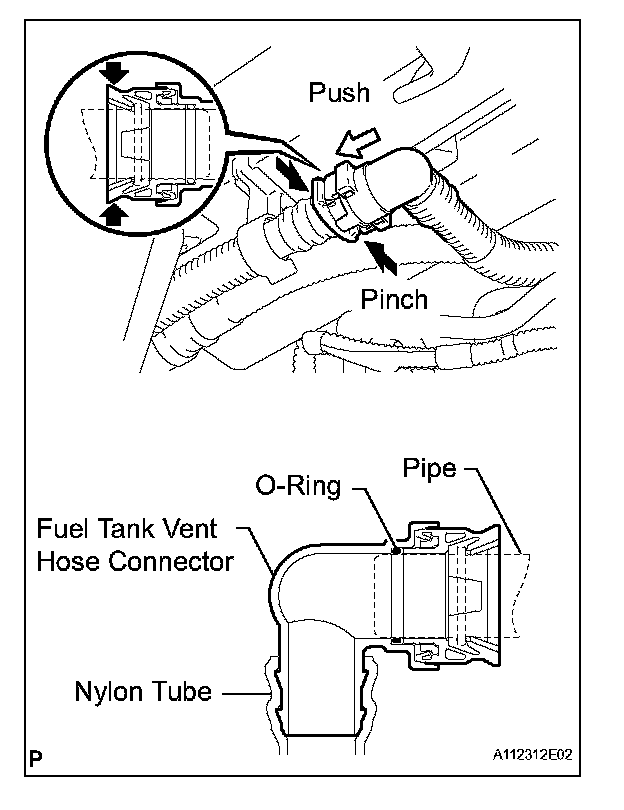 Push
Pinch
Pipe
O-Ring
Fuel Tank Vent
Hose Connector
Nylon Tube
P
A112312E02